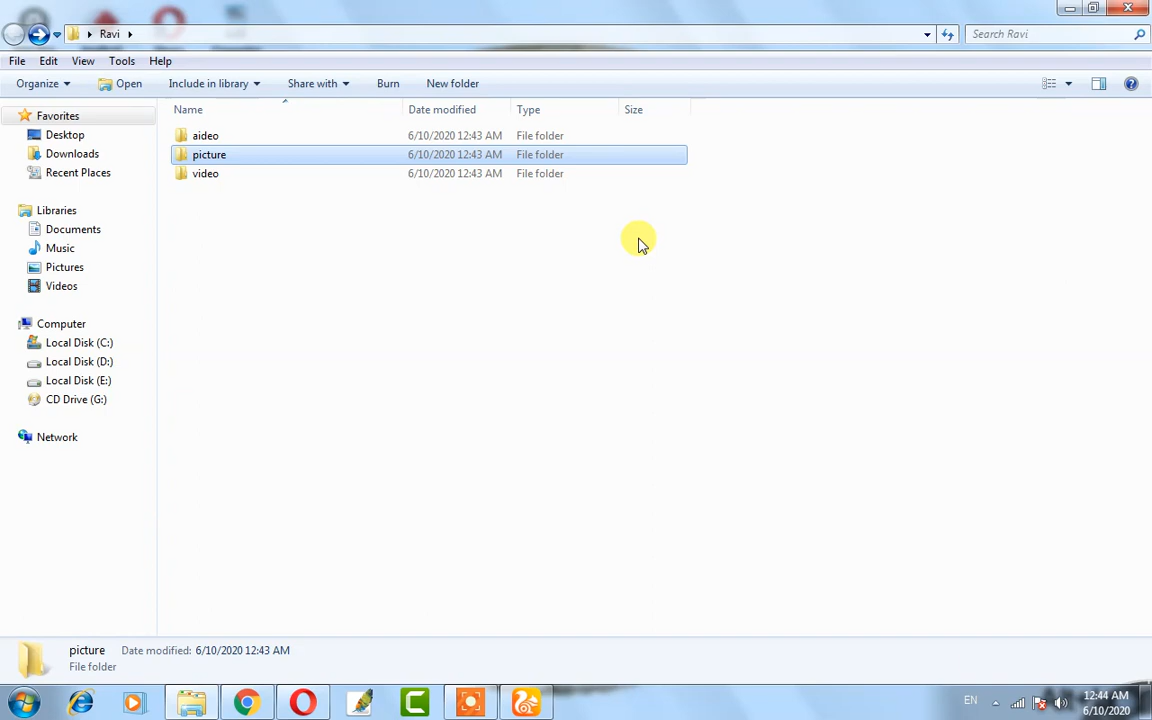 Ravi
Search Ravi
File Edit View Tools Help
Organize Open Include in library Share with Burn New folder
Name Date modified Type Size
Favorites
Desktop
Downloads
Recent Places
Libraries
Documents
Music
Pictures
Videos
Computer
Local Disk (C:)
Local Disk (D:)
Local Disk (E:)
CD Drive (G:)
Network
aideo 6/10/2020 12:43 AM File folder
picture 6/10/2020 12:43 AM File folder
video 6/10/2020 12:43 AM File folder
picture Date modified: 6/10/2020 12:43 AM
File folder
EN
12:44 AM
6/10/2020